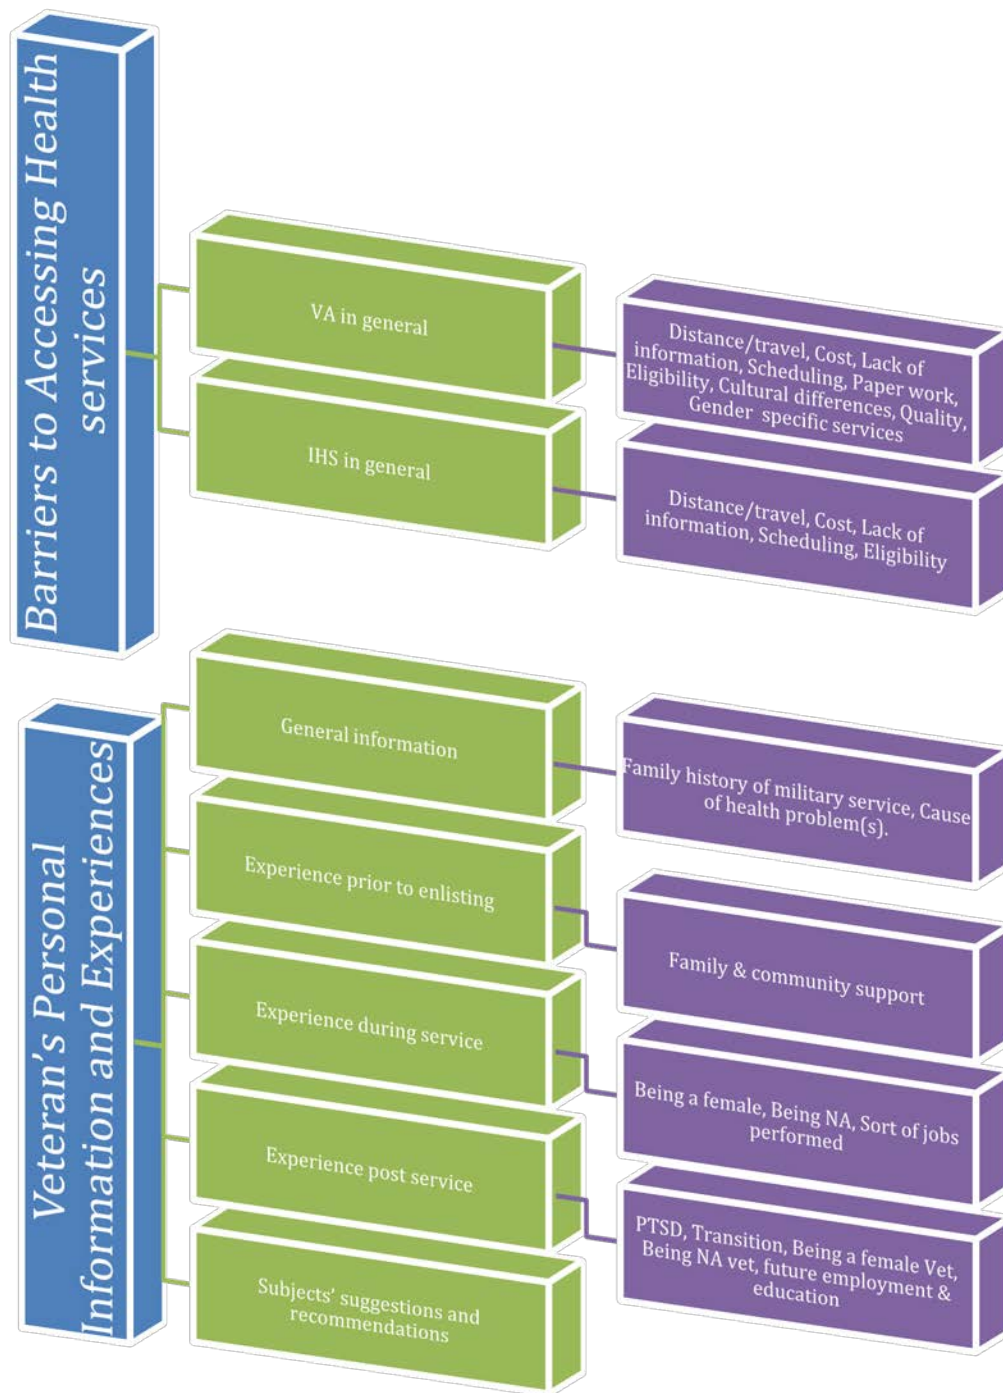 Barriers to Accessing Health
services
VA in general
Distance/travel, Cost, Lack of
information, Scheduling, Paper work,
Eligibility, Cultural differences, Quality,
Gender specific services
IHS in general
Distance/travel, Cost, Lack of
information, Scheduling, Eligibility
Veteran's Personal
Information and Experiences
General information
Family history of military service, Cause
of health problem(s).
Experience prior to enlisting
Family & community support
Experience during service
Being a female, Being NA, Sort of jobs
performed
Experience post service
PTSD, Transition, Being a female Vet,
Being NA vet, future employment &
education
Subjects' suggestions and
recommendations